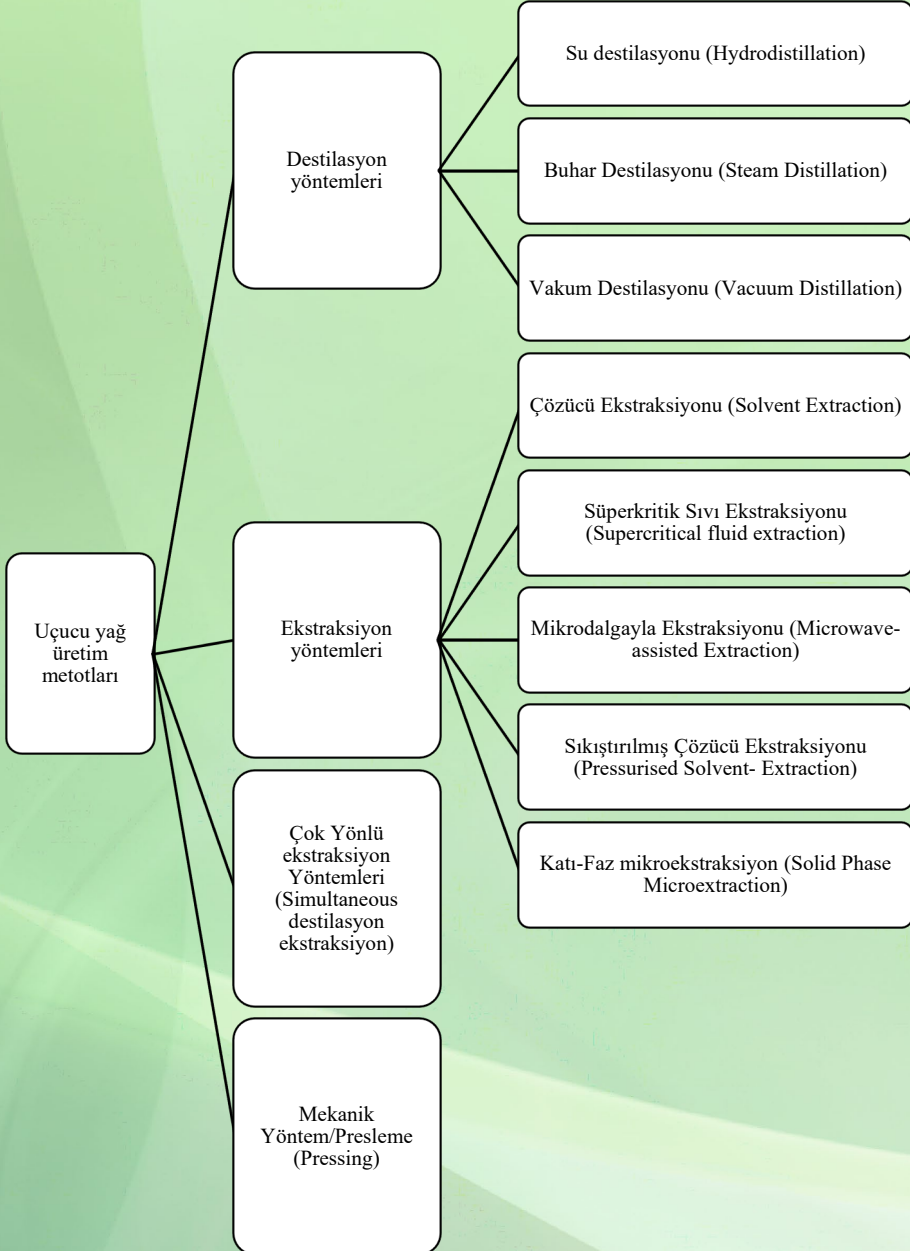 Uçucu yağ
üretim
metotları
Destilasyon
yöntemleri
Su destilasyonu (Hydrodistillation)
Buhar Destilasyonu (Steam Distillation)
Vakum Destilasyonu (Vacuum Distillation)
Ekstraksiyon
yöntemleri
Çözücü Ekstraksiyonu (Solvent Extraction)
Süperkritik Sıvı Ekstraksiyonu
(Supercritical fluid extraction)
Mikrodalgayla Ekstraksiyonu (Microwave-
assisted Extraction)
Sıkıştırılmış Çözücü Ekstraksiyonu
(Pressurised Solvent- Extraction)
Katı-Faz mikroekstraksiyon (Solid Phase
Microextraction)
Çok Yönlü
ekstraksiyon
Yöntemleri
(Simultaneous
destilasyon
ekstraksiyon)
Mekanik
Yöntem/Presleme
(Pressing)